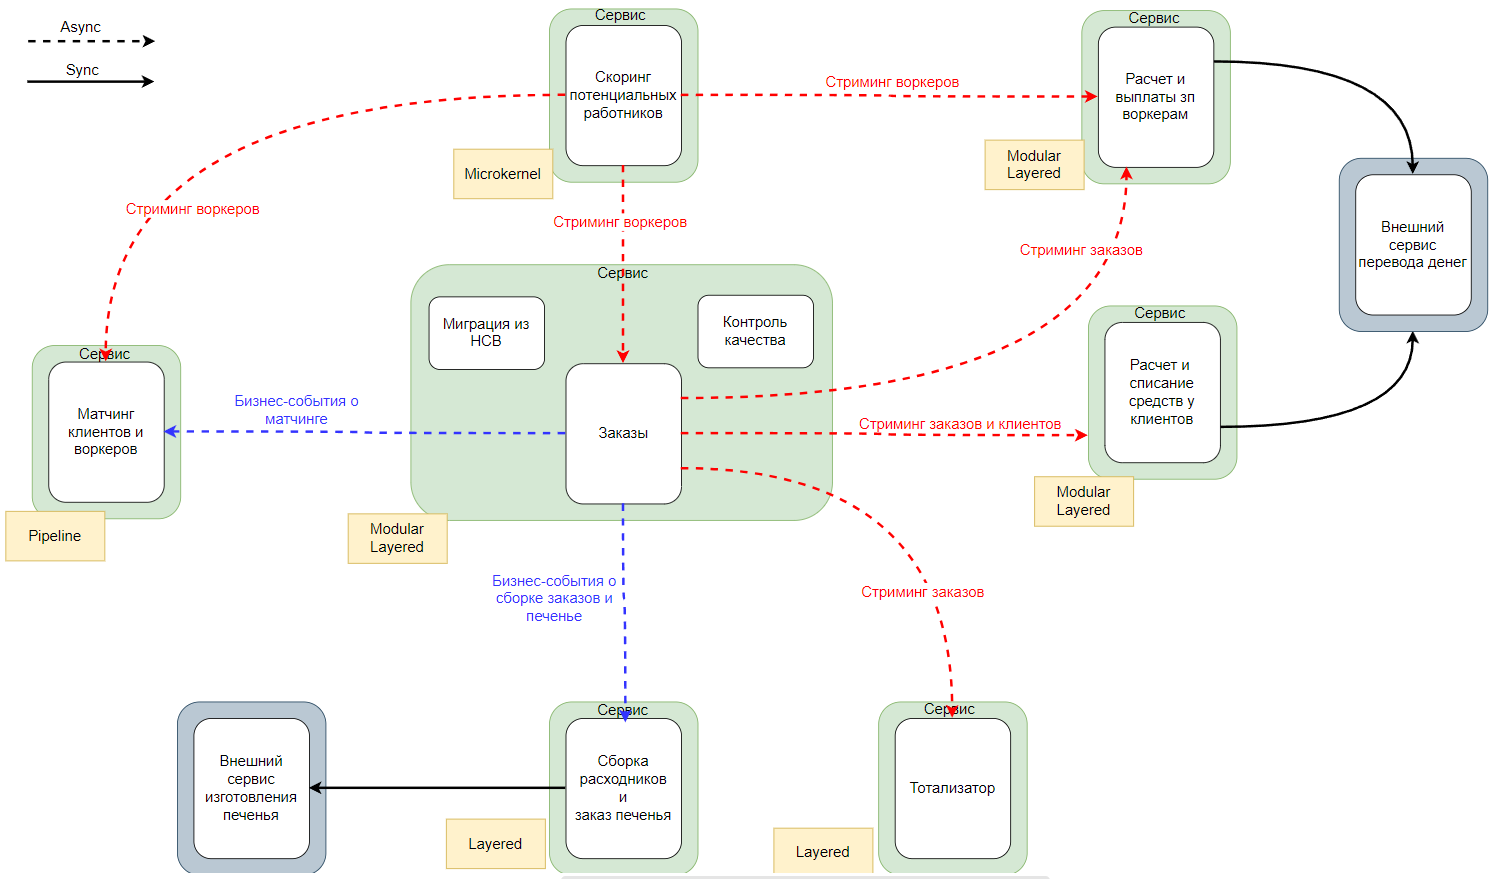 Async
Sync
Сервис
Скоринг
потенциальных
работников
Microkernel
Стриминг воркеров
Сервис
Расчет и
выплаты зп
воркерам
Modular
Layered
Стриминг воркеров
Стриминг воркеров
Стриминг заказов
Внешний
сервис
перевода денег
Сервис
Миграция из
НСВ
Контроль
качества
Заказы
Modular
Layered
Сервис
Матчинг
клиентов и
воркеров
Pipeline
Бизнес-события о
матчинге
Стриминг заказов и клиентов
Сервис
Расчет и
списание
средств у
клиентов
Modular
Layered
Бизнес-события о
сборке заказов и
печенье
Стриминг заказов
Внешний
сервис
изготовления
печенья
Сервис
Сборка
расходников
и
заказ печенья
Layered
Сервис
Тотализатор
Layered